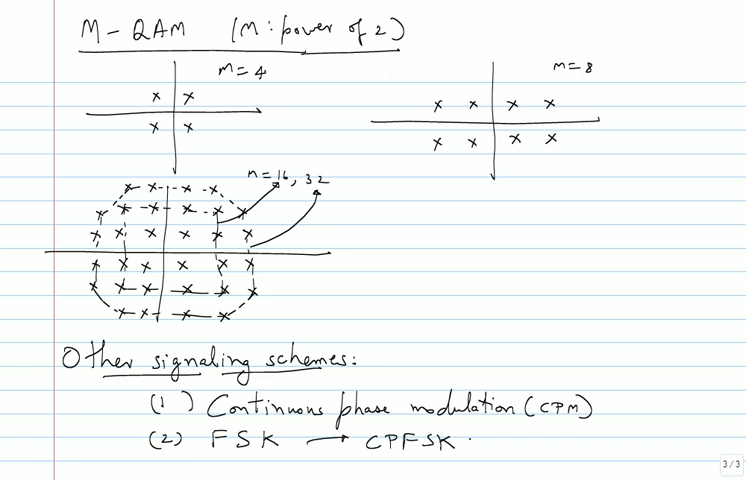 M-QAM (M: power of 2)
m=4
m=8
m=16, 32
Other signaling schemes:
(1) Continuous phase modulation (CPM)
(2) FSK → CPFSK.
3/3